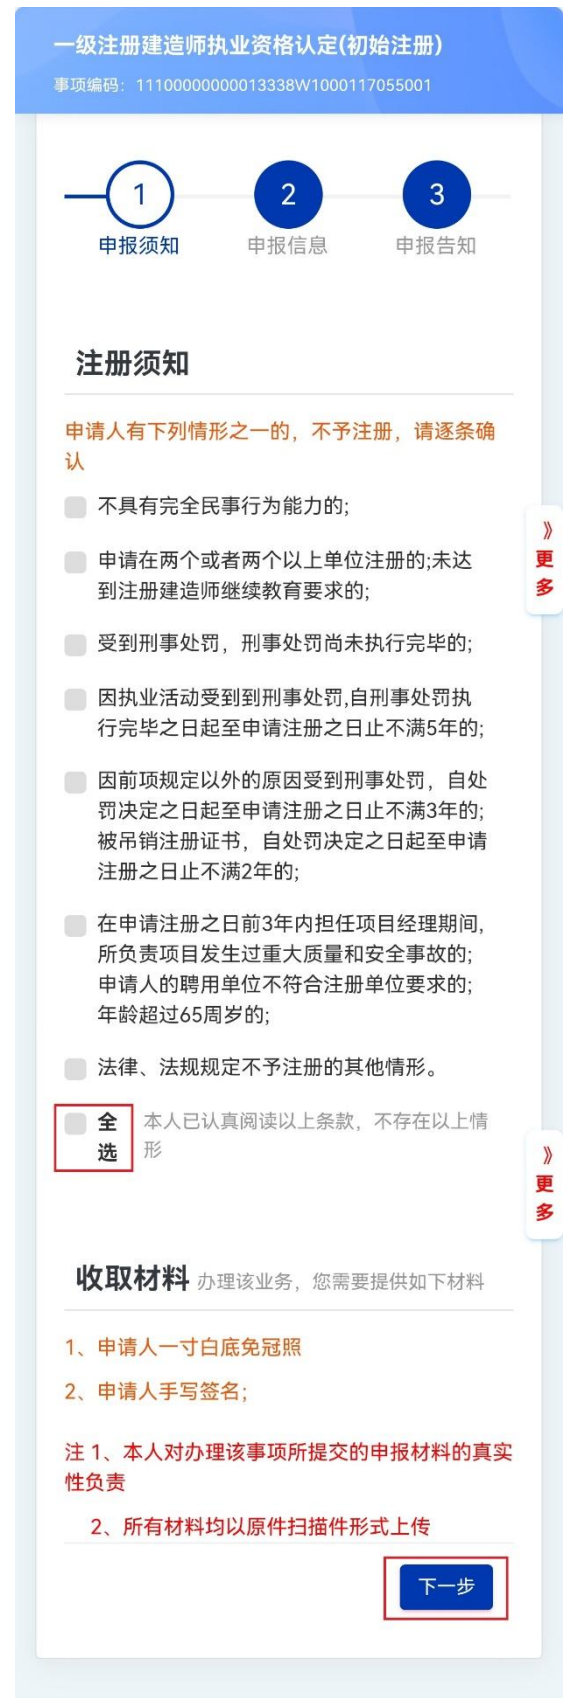 一级注册建造师执业资格认定(初始注册)
事项编码：11100000000013338W1000117055001
1
2
3
申报须知
申报信息
申报告知
注册须知
申请人有下列情形之一的，不予注册，请逐条确
认
不具有完全民事行为能力的;
申请在两个或者两个以上单位注册的;未达
到注册建造师继续教育要求的;
受到刑事处罚，刑事处罚尚未执行完毕的;
因执业活动受到到刑事处罚,自刑事处罚执
行完毕之日起至申请注册之日止不满5年的;
因前项规定以外的原因受到刑事处罚，自处
罚决定之日起至申请注册之日止不满3年的;
被吊销注册证书，自处罚决定之日起至申请
注册之日止不满2年的;
在申请注册之日前3年内担任项目经理期间,
所负责项目发生过重大质量和安全事故的;
申请人的聘用单位不符合注册单位要求的;
年龄超过65周岁的;
法律、法规规定不予注册的其他情形。
全选
本人已认真阅读以上条款，不存在以上情
形
》更多
》更多
收取材料 办理该业务，您需要提供如下材料
1、申请人一寸白底免冠照
2、申请人手写签名;
注 1、本人对办理该事项所提交的申报材料的真实
性负责
2、所有材料均以原件扫描件形式上传
下一步